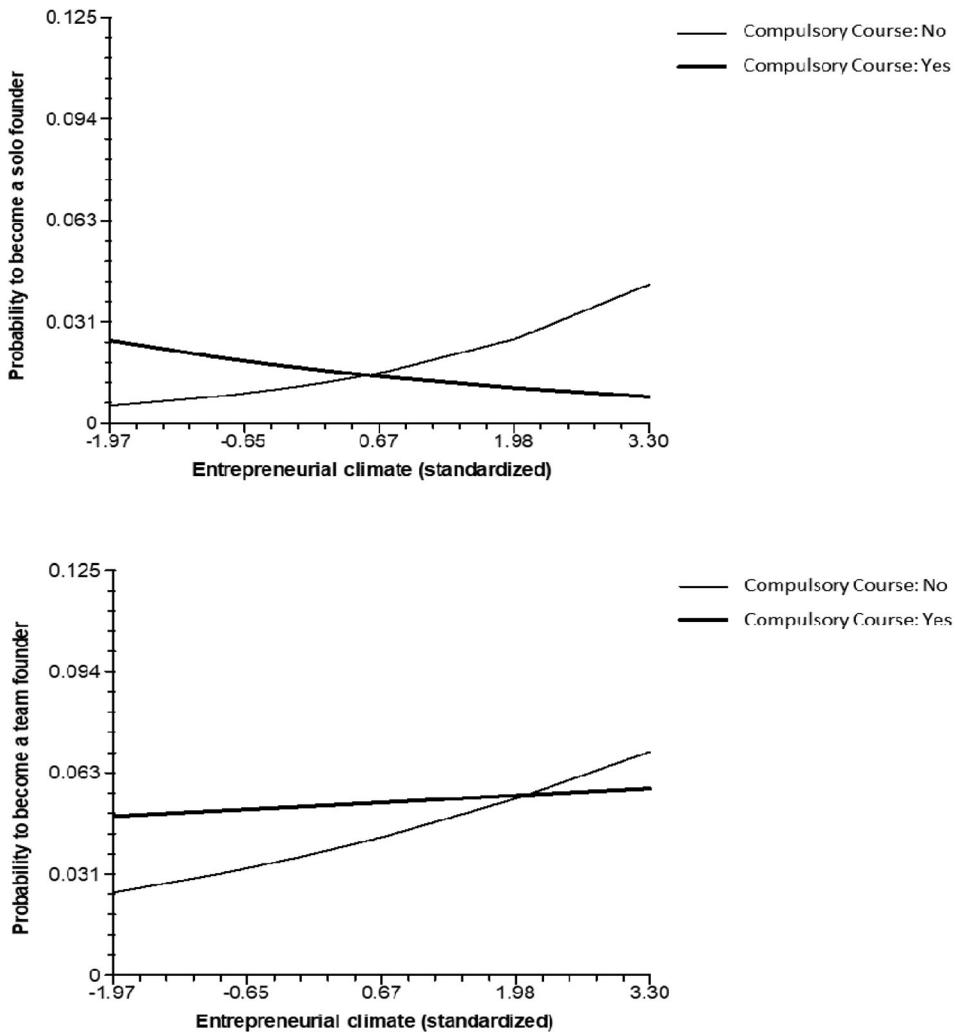 0.125
0.094
0.063
0.031
0
Probability to become a solo founder
-1.97 -0.65 0.67 1.98 3.30
Entrepreneurial climate (standardized)
Compulsory Course: No
Compulsory Course: Yes
0.125
0.094
0.063
0.031
0
Probability to become a team founder
-1.97 -0.65 0.67 1.98 3.30
Entrepreneurial climate (standardized)
Compulsory Course: No
Compulsory Course: Yes